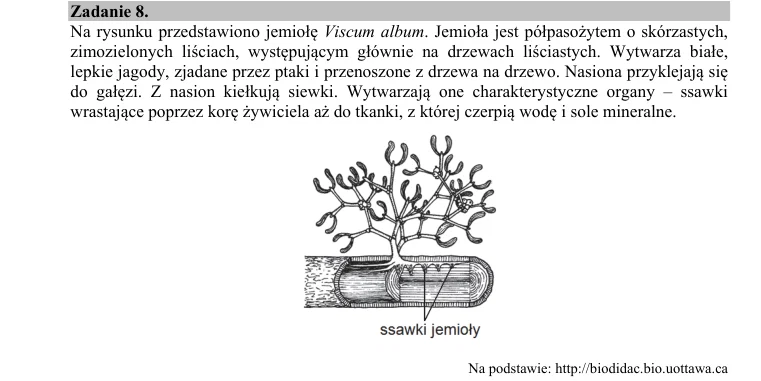 Zadanie 8.
Na rysunku przedstawiono jemiołę Viscum album. Jemioła jest półpasożytem o skórzastych,
zimozielonych liściach, występującym głównie na drzewach liściastych. Wytwarza białe,
lepkie jagody, zjadane przez ptaki i przenoszone z drzewa na drzewo. Nasiona przyklejają się
do gałęzi. Z nasion kiełkują siewki. Wytwarzają one charakterystyczne organy – ssawki
wrastające poprzez korę żywiciela aż do tkanki, z której czerpią wodę i sole mineralne.
ssawki jemioły
Na podstawie: http://biodidac.bio.uottawa.ca